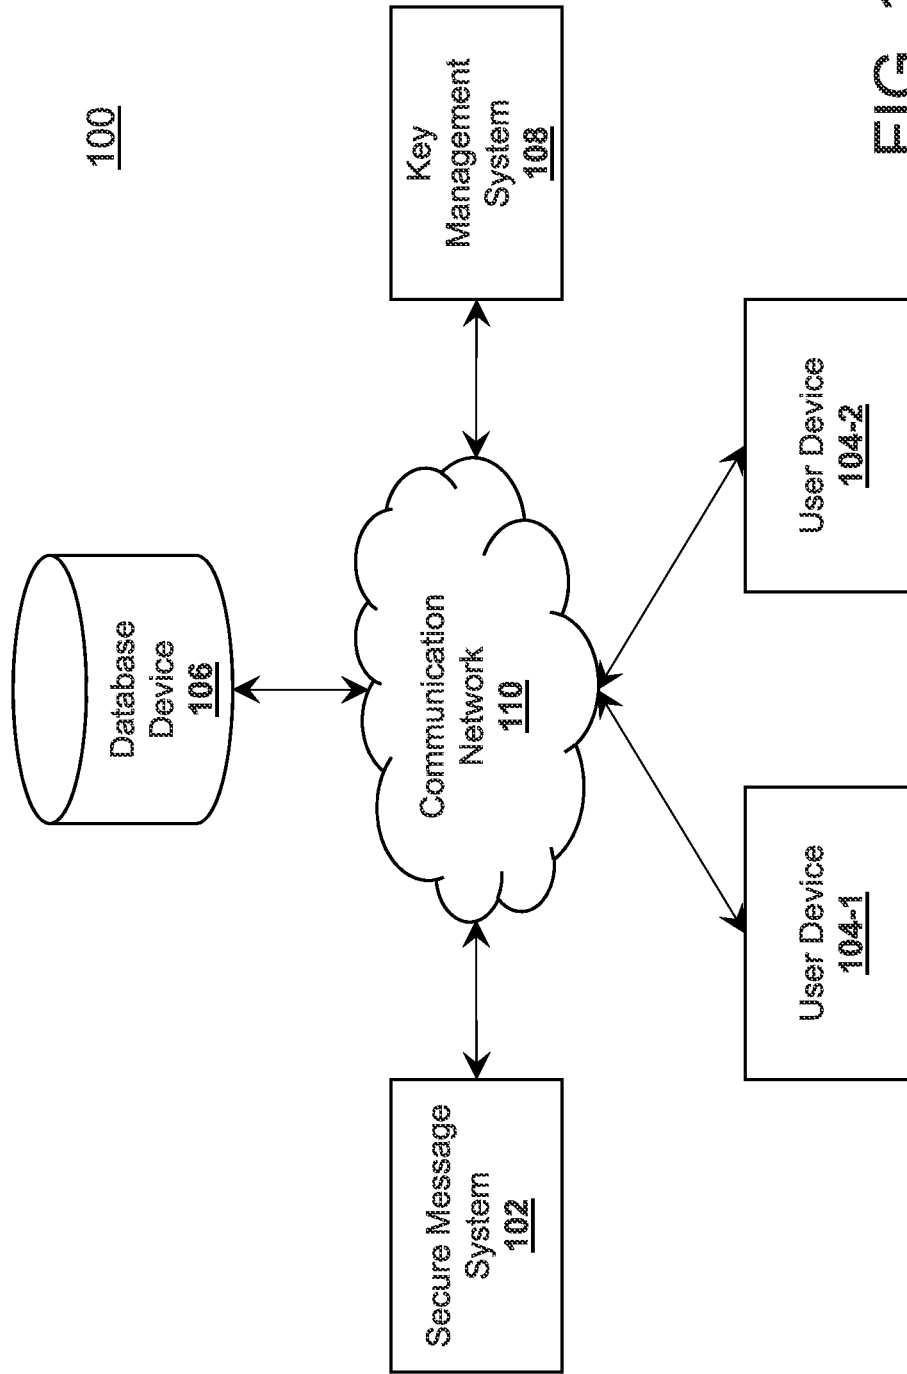 100
Database
Device
106
Secure Message
System
102
Communication
Network
110
Key
Management
System
108
User Device
104-1
User Device
104-2
FIG.